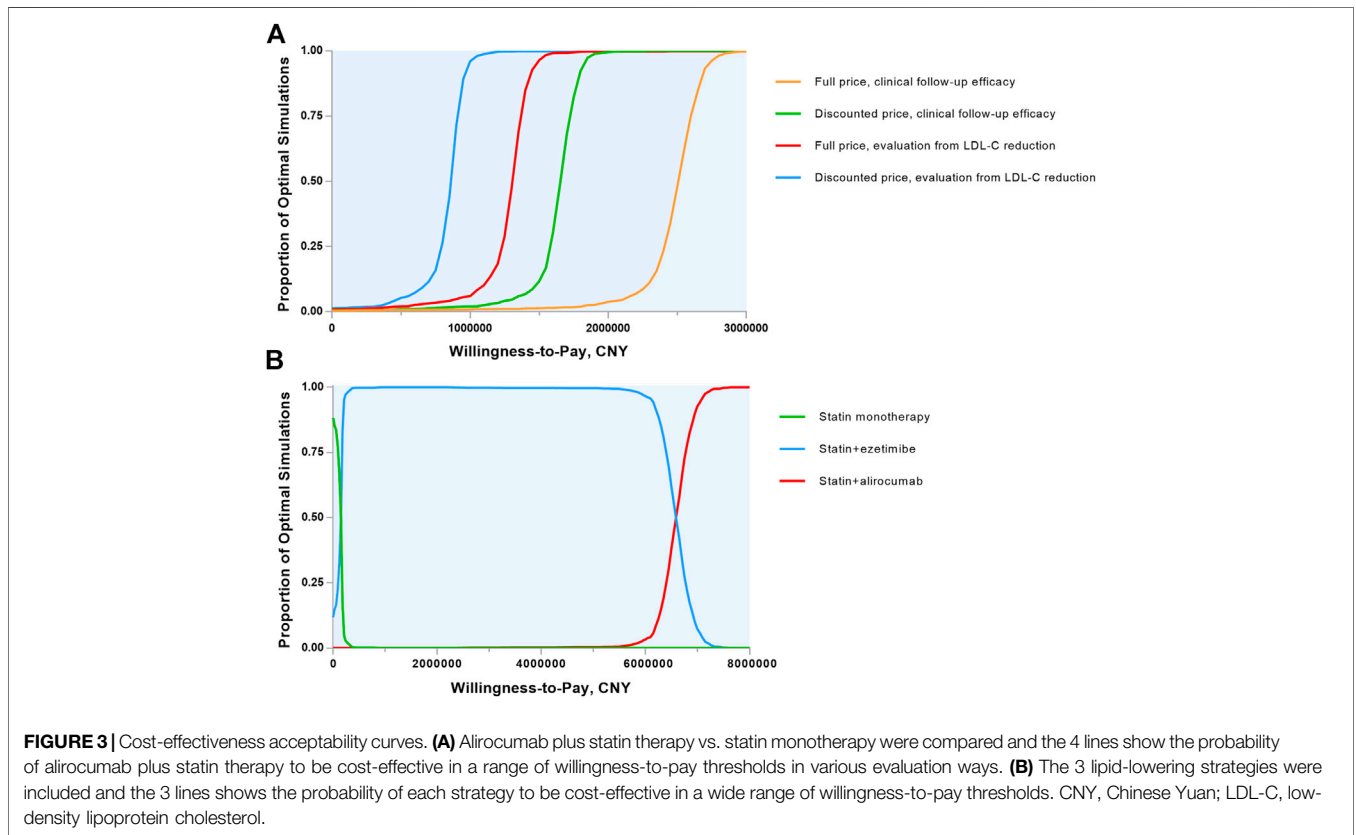 A
1.00
0.75
0.50
0.25
0.00
Proportion of Optimal Simulations
0
1000000
2000000
3000000
Willingness-to-Pay, CNY
Full price, clinical follow-up efficacy
Discounted price, clinical follow-up efficacy
Full price, evaluation from LDL-C reduction
Discounted price, evaluation from LDL-C reduction
B
1.00
0.75
0.50
0.25
0.00
Proportion of Optimal Simulations
0
2000000
4000000
6000000
8000000
Willingness-to-Pay, CNY
Statin monotherapy
Statin+ezetimibe
Statin+alirocumab
FIGURE 3 | Cost-effectiveness acceptability curves. (A) Alirocumab plus statin therapy vs. statin monotherapy were compared and the 4 lines show the probability
of alirocumab plus statin therapy to be cost-effective in a range of willingness-to-pay thresholds in various evaluation ways. (B) The 3 lipid-lowering strategies were
included and the 3 lines shows the probability of each strategy to be cost-effective in a wide range of willingness-to-pay thresholds. CNY, Chinese Yuan; LDL-C, low-
density lipoprotein cholesterol.